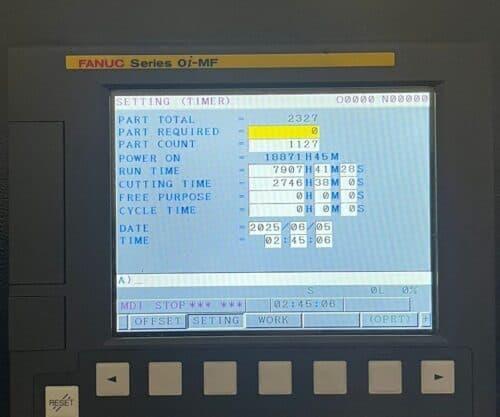 FANUC Series 0i-MF
SETTING (TIMER) O0000 N00000
PART TOTAL = 2327
PART REQUIRED = 0
PART COUNT = 1127
POWER ON = 18871H45M
RUN TIME = 7907H41M28S
CUTTING TIME = 2746H38M 0S
FREE PURPOSE = 0H 0M 0S
CYCLE TIME = 0H 0M 0S
DATE = 2025/06/05
TIME = 02:45:06
A)_
S 0L 0%
MDI STOP *** *** 02:45:06
OFFSET SETING WORK (OPRT) +
RESET